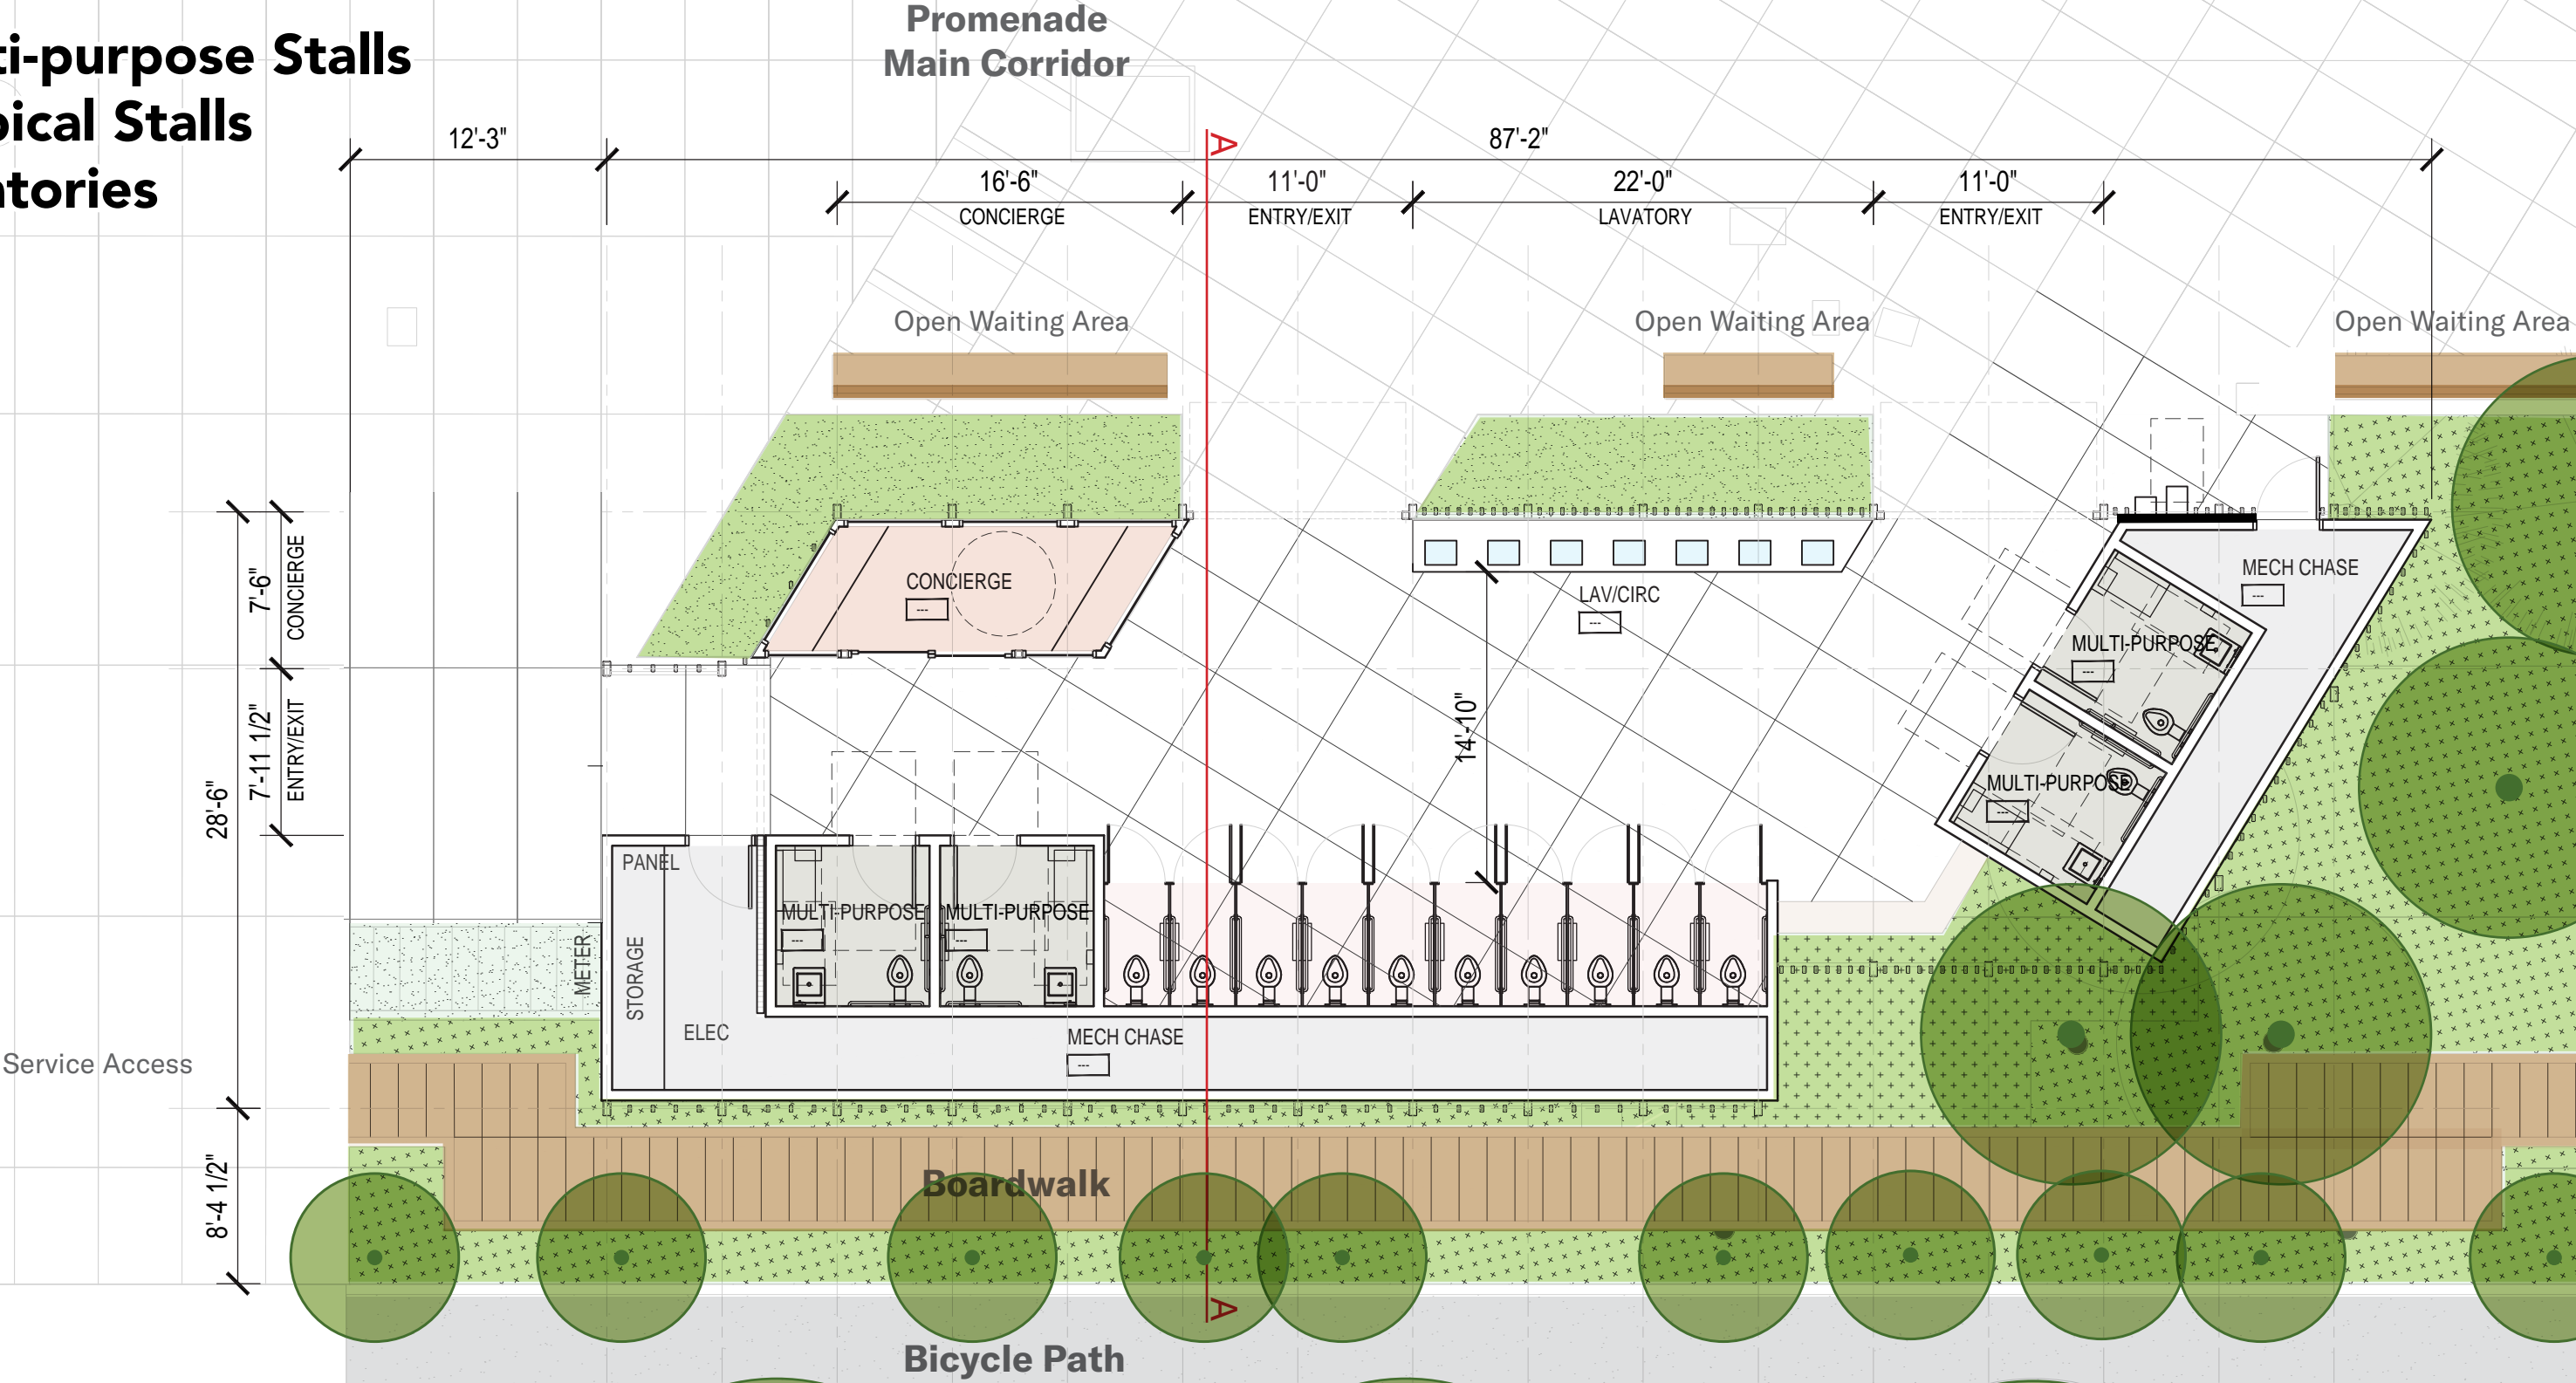 Promenade
Main Corridor
ti-purpose Stalls
pical Stalls
atories
12'-3"
87'-2"
A
16'-6"
11'-0"
22'-0"
11'-0"
CONCIERGE
ENTRY/EXIT
LAVATORY
ENTRY/EXIT
Open Waiting Area
Open Waiting Area
Open Waiting Area
7'-6"
CONCIERGE
7'-11 1/2"
ENTRY/EXIT
28'-6"
8'-4 1/2"
CONCIERGE
---
LAV/CIRC
---
14'-10"
MECH CHASE
---
MULTI-PURPOSE
---
MULTI-PURPOSE
---
PANEL
METER
STORAGE
ELEC
MULTI-PURPOSE
---
MULTI-PURPOSE
---
MECH CHASE
---
Service Access
Boardwalk
A
Bicycle Path